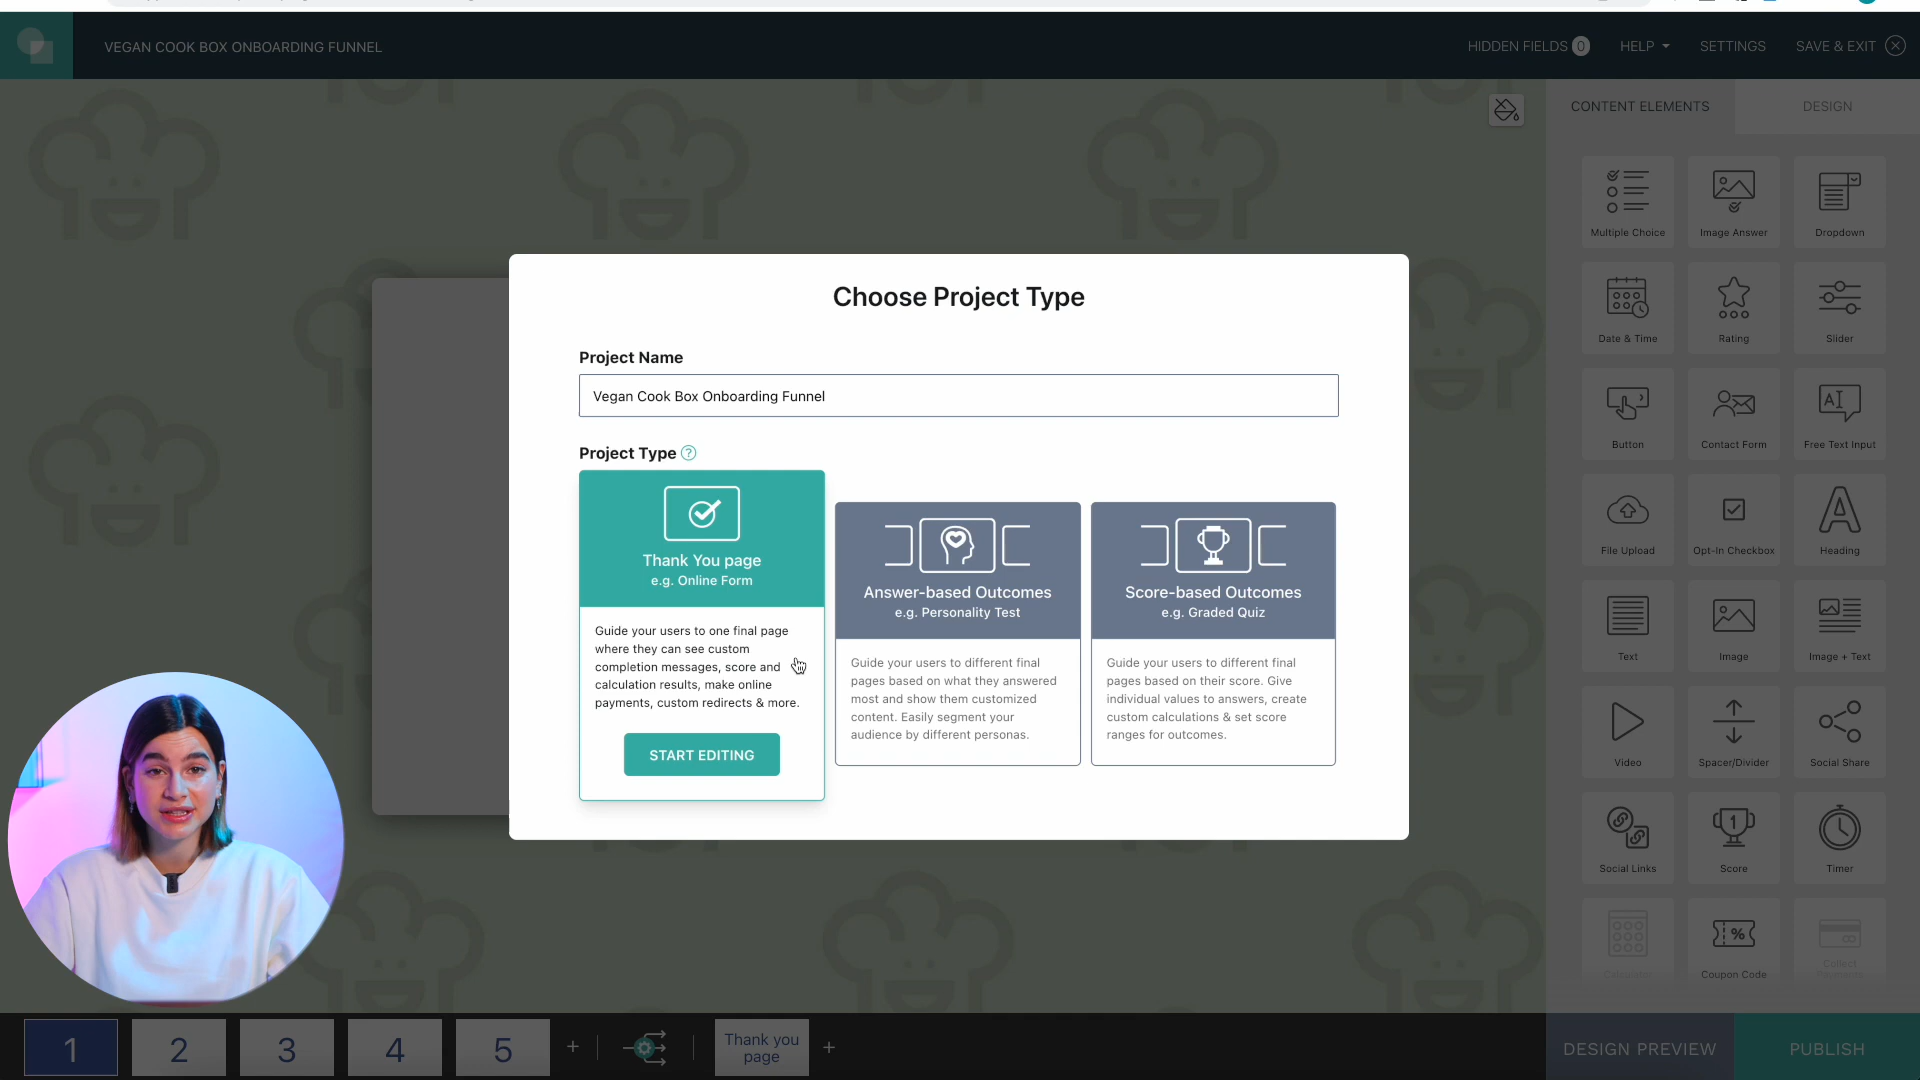 VEGAN COOK BOX ONBOARDING FUNNEL
HIDDEN FIELDS 0
HELP
SETTINGS
SAVE & EXIT
CONTENT ELEMENTS
DESIGN
Multiple Choice
Image Answer
Dropdown
Date & Time
Rating
Slider
Button
Contact Form
Free Text Input
File Upload
Opt-In Checkbox
Heading
Text
Image
Image + Text
Video
Spacer/Divider
Social Share
Social Links
Score
Timer
Calculator
Coupon Code
Collect
Payments
Choose Project Type
Project Name
Vegan Cook Box Onboarding Funnel
Project Type ?
Thank You page
e.g. Online Form
Guide your users to one final page
where they can see custom
completion messages, score and
calculation results, make online
payments, custom redirects & more.
START EDITING
Answer-based Outcomes
e.g. Personality Test
Guide your users to different final
pages based on what they answered
most and show them customized
content. Easily segment your
audience by different personas.
Score-based Outcomes
e.g. Graded Quiz
Guide your users to different final
pages based on their score. Give
individual values to answers, create
custom calculations & set score
ranges for outcomes.
1
2
3
4
5
+
Thank you
page
+
DESIGN PREVIEW
PUBLISH